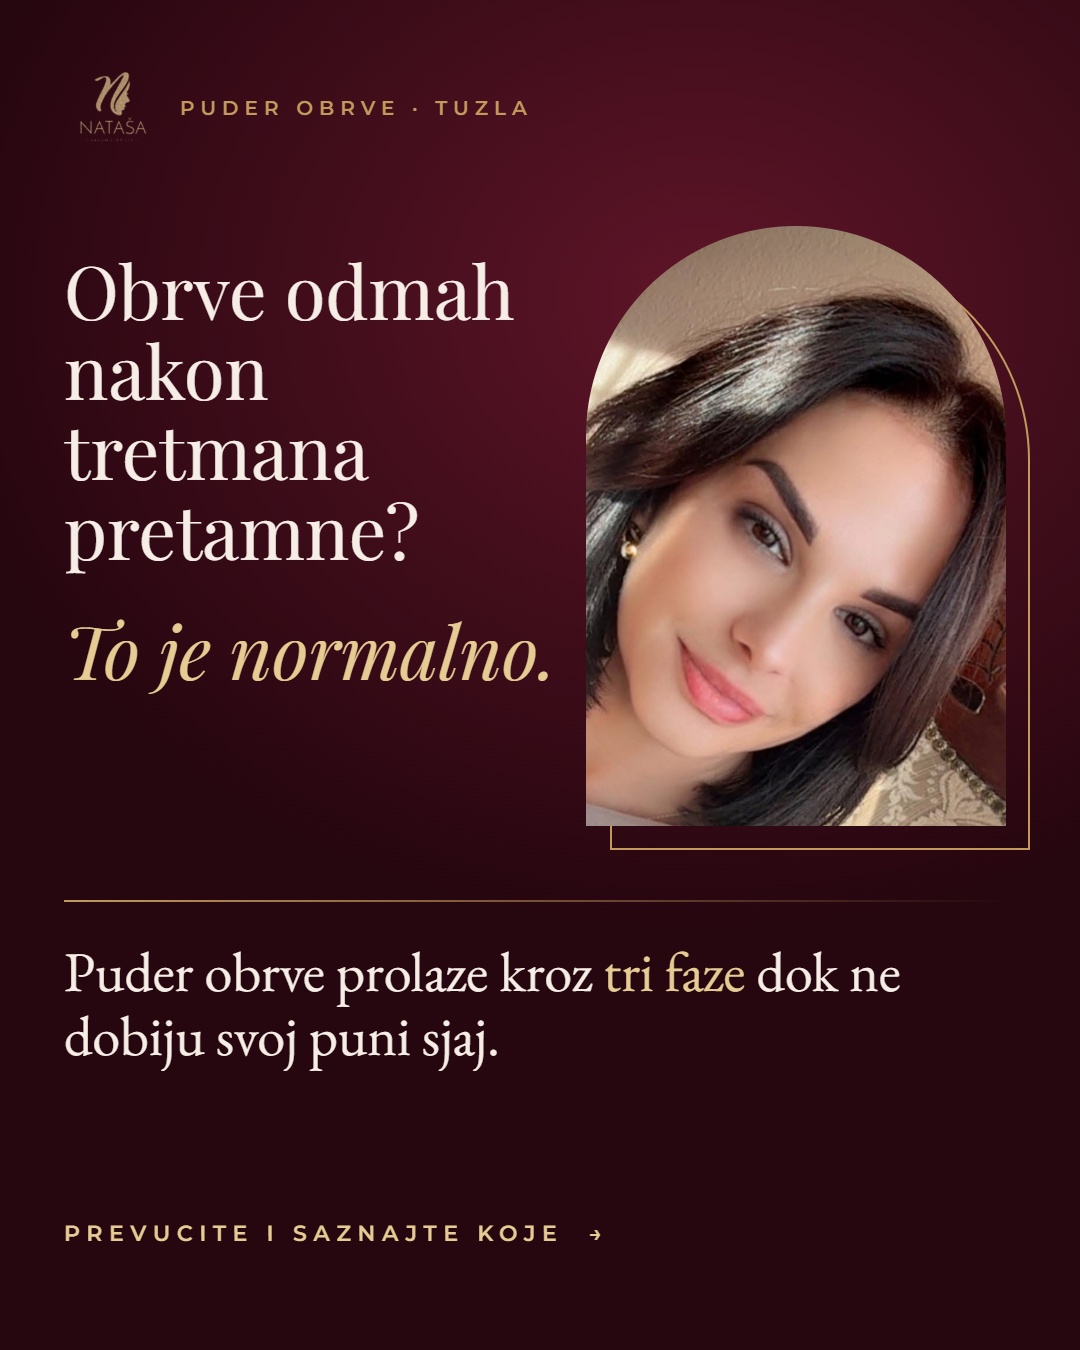 NATAŠA
PUDER OBRVE · TUZLA
Obrve odmah
nakon
tretmana
pretamne?
To je normalno.
Puder obrve prolaze kroz tri faze dok ne
dobiju svoj puni sjaj.
PREVUCITE I SAZNAJTE KOJE →